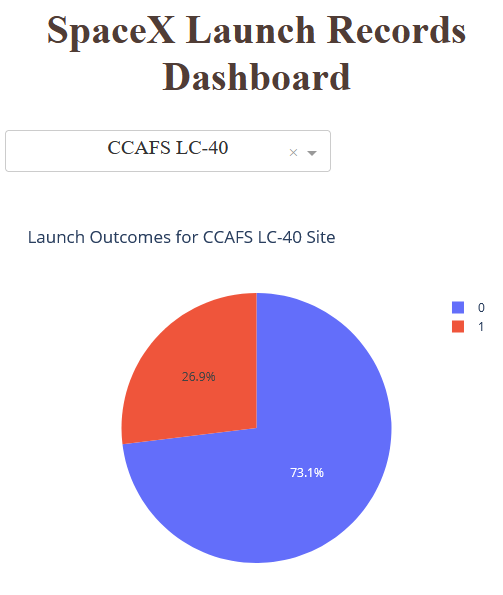 SpaceX Launch Records
Dashboard
CCAFS LC-40
×
Launch Outcomes for CCAFS LC-40 Site
0
1
26.9%
73.1%